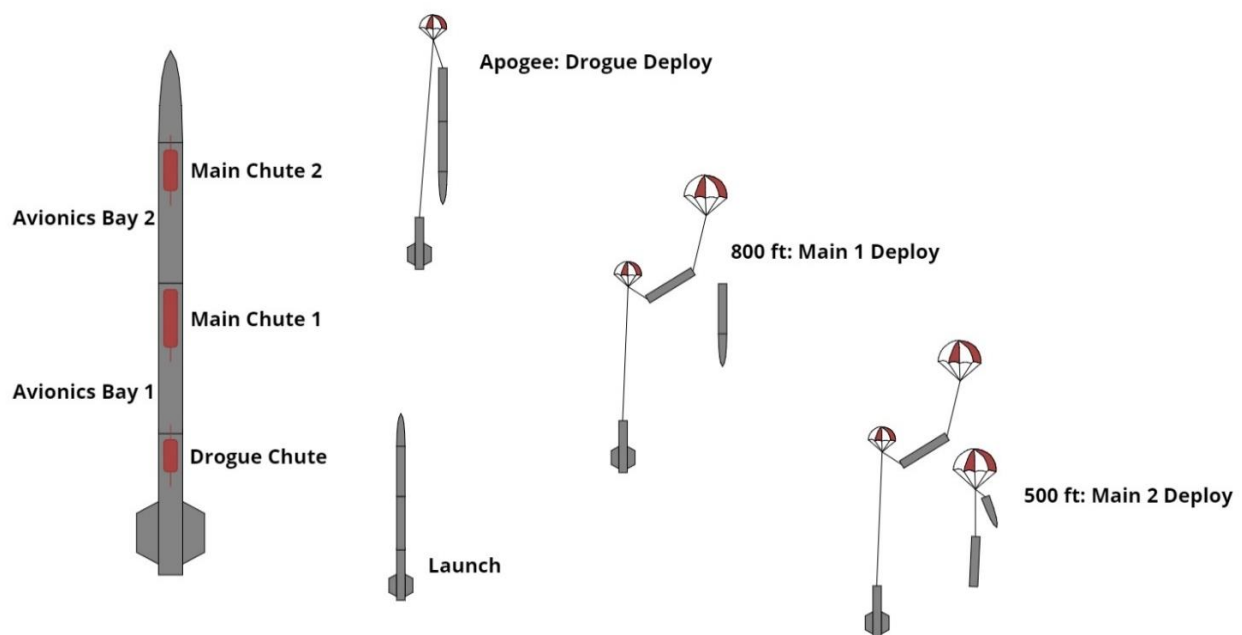 Main Chute 2
Avionics Bay 2
Main Chute 1
Avionics Bay 1
Drogue Chute
Launch
Apogee: Drogue Deploy
800 ft: Main 1 Deploy
500 ft: Main 2 Deploy